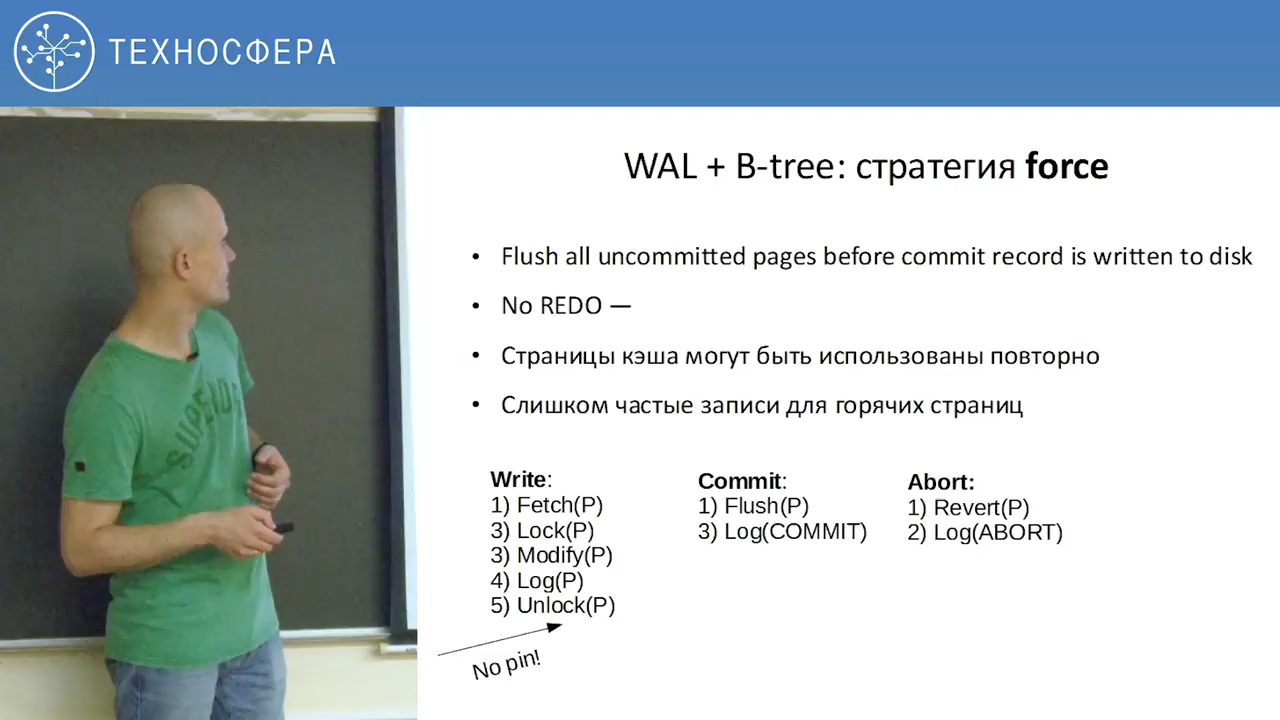 ТЕХНОСФЕРА
WAL + B-tree: стратегия force
• Flush all uncommitted pages before commit record is written to disk
• No REDO —
• Страницы кэша могут быть использованы повторно
• Слишком частые записи для горячих страниц
Write:
1) Fetch(P)
3) Lock(P)
3) Modify(P)
4) Log(P)
5) Unlock(P)
No pin!
Commit:
1) Flush(P)
3) Log(COMMIT)
Abort:
1) Revert(P)
2) Log(ABORT)